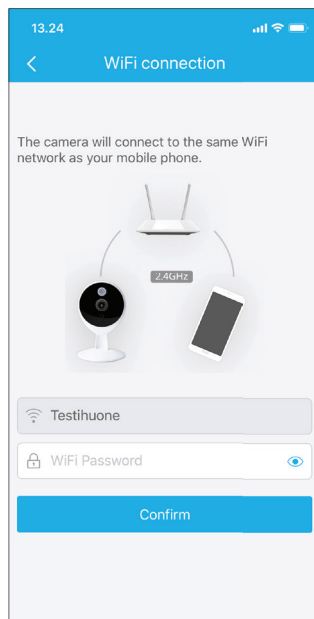 13.24
WiFi connection
The camera will connect to the same WiFi
network as your mobile phone.
2.4GHz
Testihuone
WiFi Password
Confirm